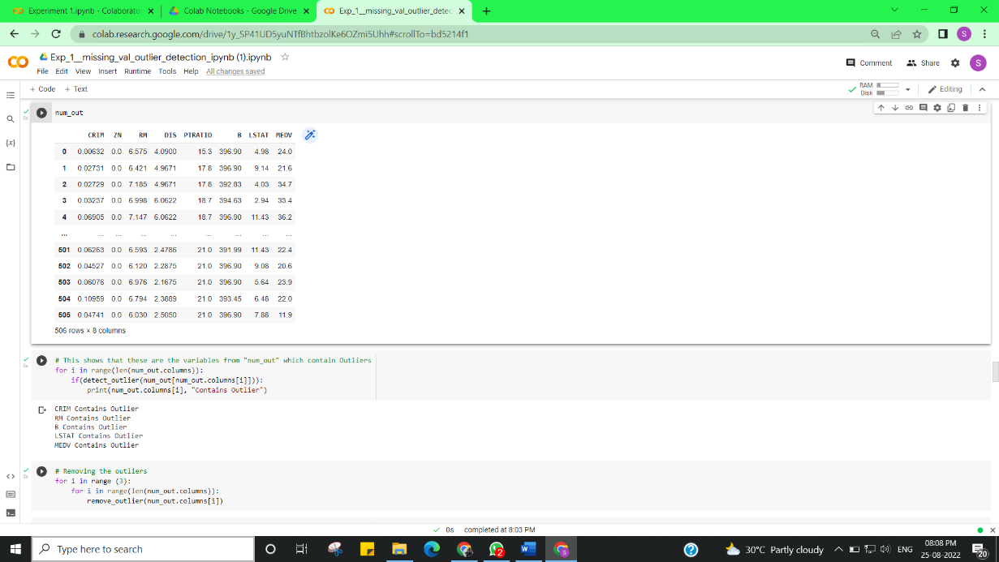 Experiment 1.ipynb - Colaborato
Colab Notebooks - Google Drive
Exp_1__missing_val_outlier_detec
colab.research.google.com/drive/1y_SP41UD5yuNTfBhtbzolKe6OZmi5Uhh#scrollTo=bd5214f1
S
Exp_1__missing_val_outlier_detection_ipynb (1).ipynb
Comment
Share
S
File Edit View Insert Runtime Tools Help All changes saved
+ Code + Text
RAM
Disk
Editing
num_out
0s
CRIM ZN RM DIS PTRATIO B LSTAT MEDV
0 0.00632 0.0 6.575 4.0900 15.3 396.90 4.98 24.0
1 0.02731 0.0 6.421 4.9671 17.8 396.90 9.14 21.6
2 0.02729 0.0 7.185 4.9671 17.8 392.83 4.03 34.7
3 0.03237 0.0 6.998 6.0622 18.7 394.63 2.94 33.4
4 0.06905 0.0 7.147 6.0622 18.7 396.90 11.43 36.2
... ... ... ... ... ... ... ... ...
501 0.06263 0.0 6.593 2.4786 21.0 391.99 11.43 22.4
502 0.04527 0.0 6.120 2.2875 21.0 396.90 9.08 20.6
503 0.06076 0.0 6.976 2.1675 21.0 396.90 5.64 23.9
504 0.10959 0.0 6.794 2.3889 21.0 393.45 6.48 22.0
505 0.04741 0.0 6.030 2.5050 21.0 396.90 7.88 11.9
506 rows × 8 columns
# This shows that these are the variables from "num_out" which contain Outliers
0s
for i in range(len(num_out.columns)):
if(detect_outlier(num_out[num_out.columns[i]])):
print(num_out.columns[i], "Contains Outlier")
CRIM Contains Outlier
RM Contains Outlier
B Contains Outlier
LSTAT Contains Outlier
MEDV Contains Outlier
# Removing the outliers
0s
for i in range (3):
for i in range(len(num_out.columns)):
remove_outlier(num_out.columns[i])
0s completed at 8:03 PM
Type here to search
2
W
S
30°C Partly cloudy
ENG
08:08 PM
25-08-2022
20